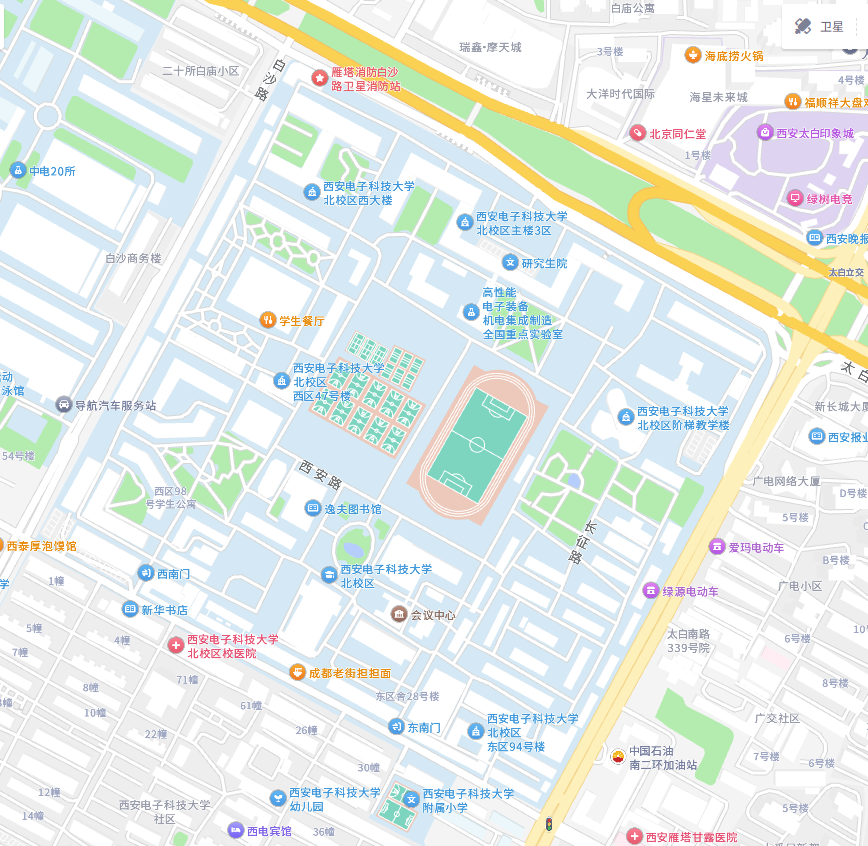 白庙公寓
卫星
瑞鑫•摩天城
3号楼
海底捞火锅
二十所白庙小区
白沙路
雁塔消防白沙
路卫星消防站
4号楼
大洋时代国际
海星未来城
福顺祥大盘
北京同仁堂
西安太白印象城
1号楼
中电20所
西安电子科技大学
北校区西大楼
绿树电竞
西安电子科技大学
北校区主楼3区
西安晚报
白沙商务楼
研究生院
太白立交
高性能
电子装备
机电集成制造
全国重点实验室
学生餐厅
西安电子科技大学
北校区
西区47号楼
动
泳馆
太白
导航汽车服务站
新长城大厦
西安电子科技大学
北校区阶梯教学楼
西安报业
54号楼
西安路
广电网络大厦
西区98
号学生公寓
D号楼
逸夫图书馆
5号楼
长征路
西泰厚泡馍馆
爱玛电动车
B号楼
西南门
西安电子科技大学
北校区
学
1幢
广电小区
绿源电动车
新华书店
会议中心
5幢
4幢
太白南路
339号院
10
6号楼
西安电子科技大学
北校区校医院
7幢
成都老街担担面
71幢
8号楼
8幢
东区舍28号楼
61幢
10幢
广交社区
东南门
西安电子科技大学
北校区
东区94号楼
22幢
26幢
中国石油
南二环加油站
7号楼
6号楼
30幢
12幢
西安电子科技大学
幼儿园
西安电子科技大学
附属小学
西安电子科技大学
社区
5号楼
14幢
西电宾馆
36幢
西安雁塔甘露医院